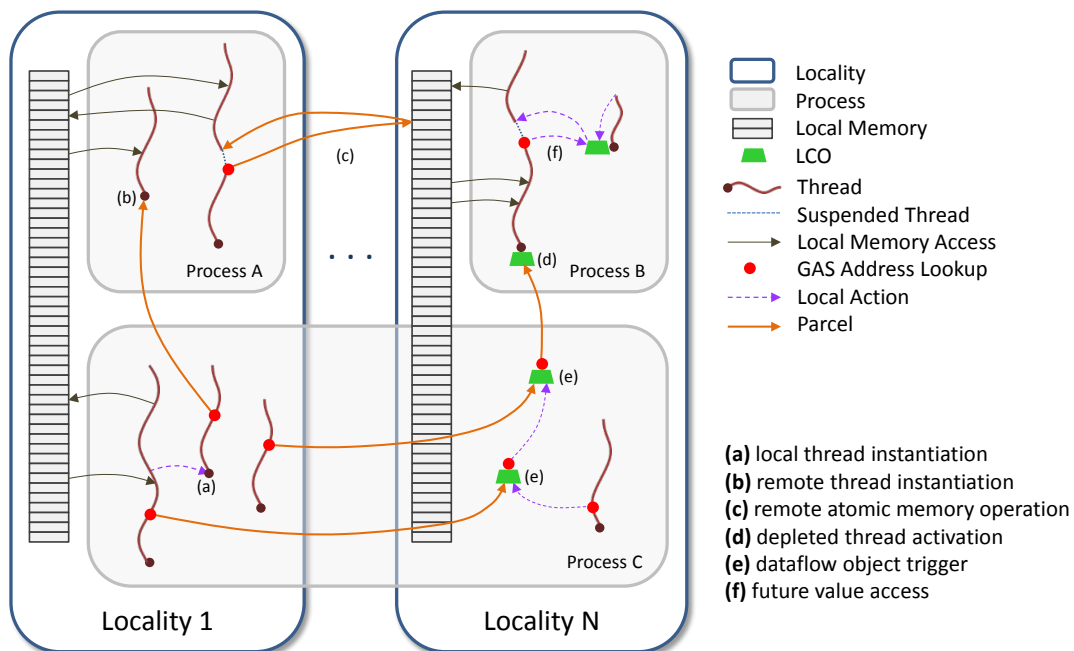 (b)
Process A
(c)
. . .
(f)
(d)
Process B
(a)
(e)
(e)
Process C
Locality 1
Locality N
Locality
Process
Local Memory
LCO
Thread
Suspended Thread
Local Memory Access
GAS Address Lookup
Local Action
Parcel
(a) local thread instantiation
(b) remote thread instantiation
(c) remote atomic memory operation
(d) depleted thread activation
(e) dataflow object trigger
(f) future value access